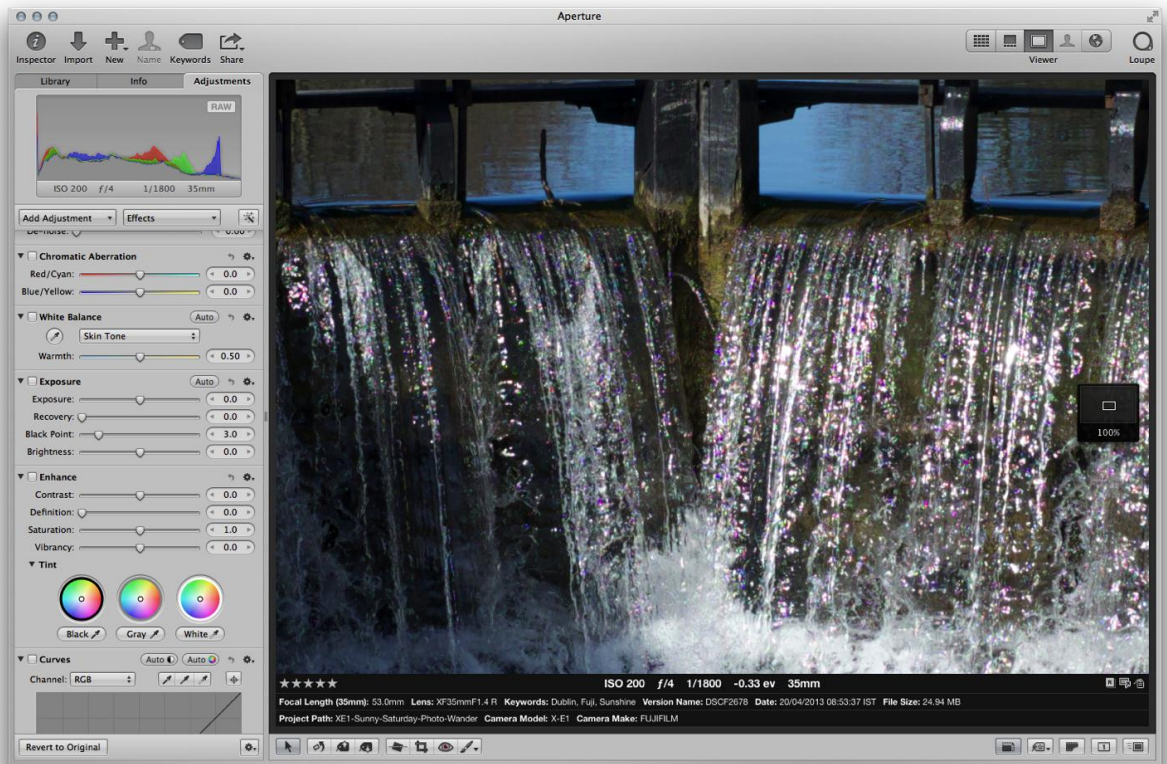 Aperture
Inspector Import New Name Keywords Share
Viewer
Loupe
Library Info Adjustments
RAW
ISO 200 ƒ/4 1/1800 35mm
Add Adjustment Effects
De-noise: 0.00
Chromatic Aberration
Red/Cyan: 0.0
Blue/Yellow: 0.0
White Balance Auto
Skin Tone
Warmth: 0.50
Exposure Auto
Exposure: 0.0
Recovery: 0.0
Black Point: 3.0
Brightness: 0.0
Enhance
Contrast: 0.0
Definition: 0.0
Saturation: 1.0
Vibrancy: 0.0
Tint
Black Gray White
Curves Auto Auto
Channel: RGB
Revert to Original
100%
ISO 200 ƒ/4 1/1800 -0.33 ev 35mm
Focal Length (35mm): 53.0mm Lens: XF35mmF1.4 R Keywords: Dublin, Fuji, Sunshine Version Name: DSCF2678 Date: 20/04/2013 08:53:37 IST File Size: 24.94 MB
Project Path: XE1-Sunny-Saturday-Photo-Wander Camera Model: X-E1 Camera Make: FUJIFILM
1